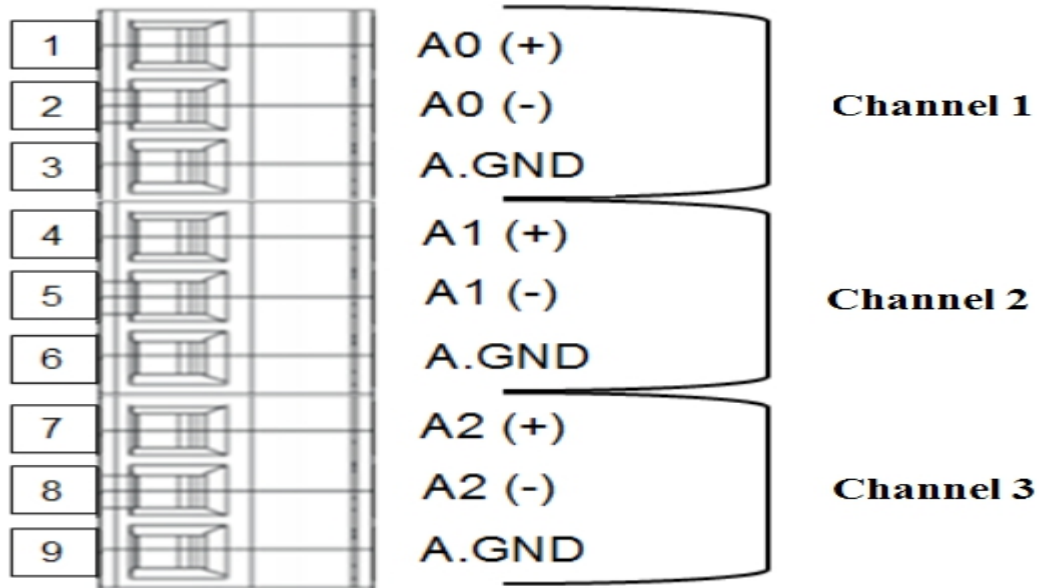 1 A0 (+)
2 A0 (-) Channel 1
3 A.GND
4 A1 (+)
5 A1 (-) Channel 2
6 A.GND
7 A2 (+)
8 A2 (-) Channel 3
9 A.GND